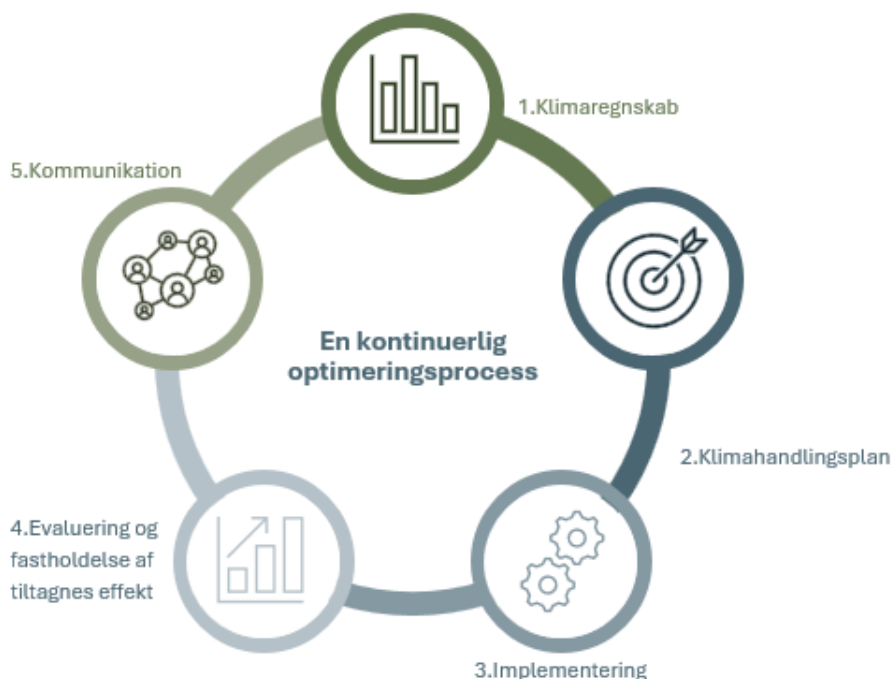 1.Klimaregnskab
5.Kommunikation
En kontinuerlig
optimeringsprocess
2.Klimahandlingsplan
4.Evaluering og
fastholdelse af
tiltagnes effekt
3.Implementering